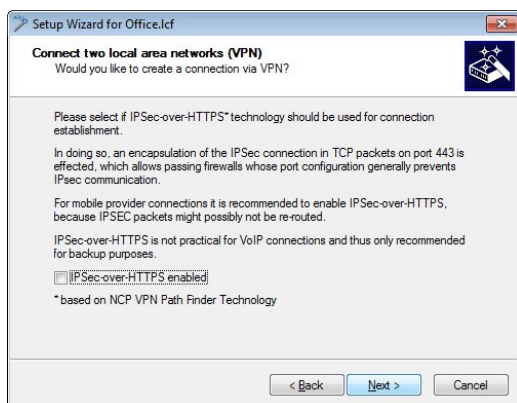 Setup Wizard for Office.lcf
Connect two local area networks (VPN)
Would you like to create a connection via VPN?
Please select if IPSec-over-HTTPS* technology should be used for connection
establishment.
In doing so, an encapsulation of the IPSec connection in TCP packets on port 443 is
effected, which allows passing firewalls whose port configuration generally prevents
IPsec communication.
For mobile provider connections it is recommended to enable IPSec-over-HTTPS,
because IPSEC packets might possibly not be re-routed.
IPSec-over-HTTPS is not practical for VoIP connections and thus only recommended
for backup purposes.
IPSec-over-HTTPS enabled
* based on NCP VPN Path Finder Technology
< Back
Next >
Cancel